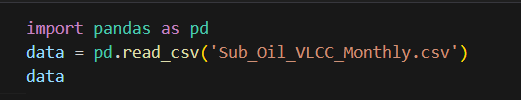 import pandas as pd
data = pd.read_csv('Sub_Oil_VLCC_Monthly.csv')
data